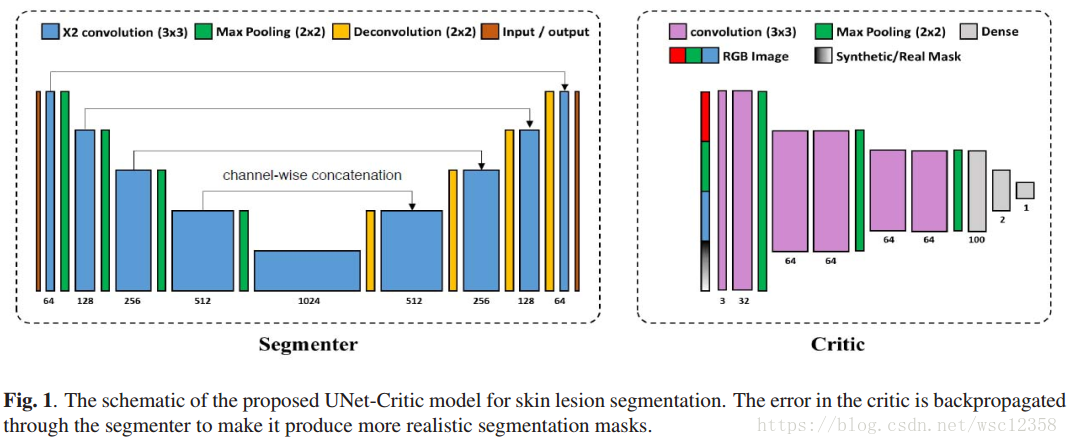 X2 convolution (3x3) Max Pooling (2x2) Deconvolution (2x2) Input / output
channel-wise concatenation
64 128 256 512 1024 512 256 128 64
Segmenter
convolution (3x3) Max Pooling (2x2) Dense
RGB Image Synthetic/Real Mask
3 32 64 64 64 64 100 2 1
Critic
Fig. 1. The schematic of the proposed UNet-Critic model for skin lesion segmentation. The error in the critic is backpropagated
through the segmenter to make it produce more realistic segmentation masks.
https://blog.csdn.net/wsc12358